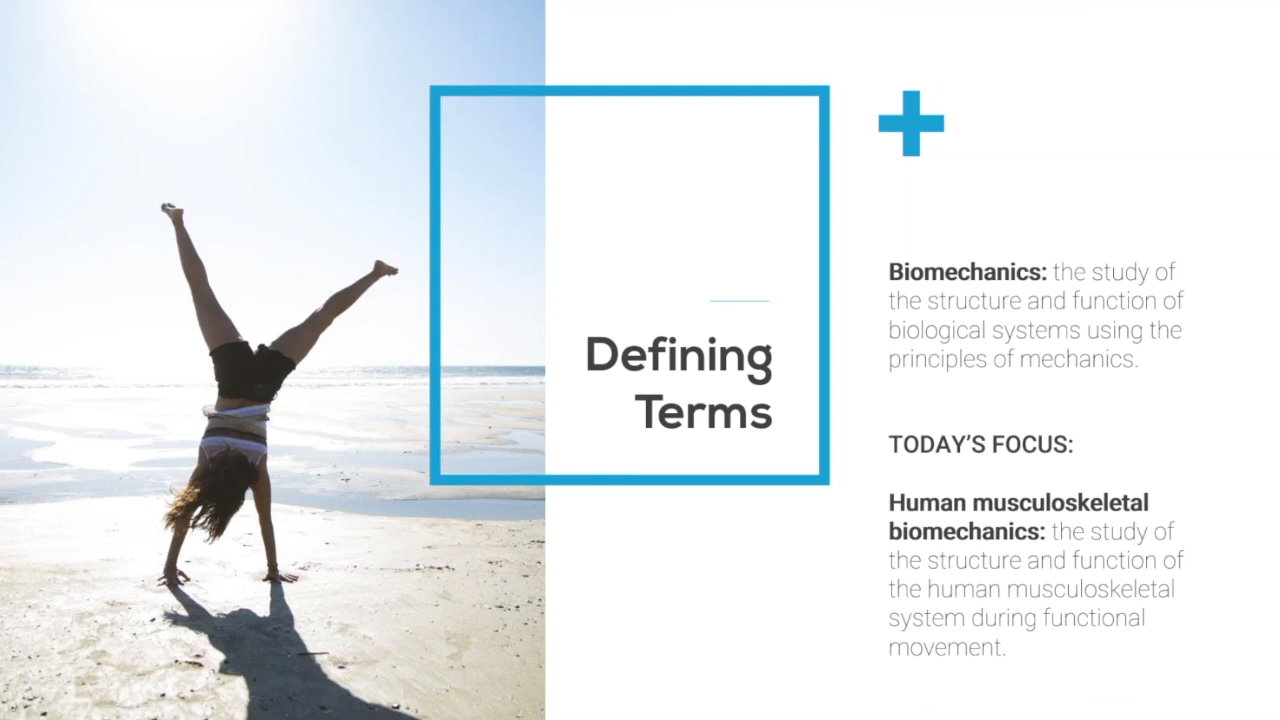 Defining
Terms
Biomechanics: the study of
the structure and function of
biological systems using the
principles of mechanics.
TODAY’S FOCUS:
Human musculoskeletal
biomechanics: the study of
the structure and function of
the human musculoskeletal
system during functional
movement.